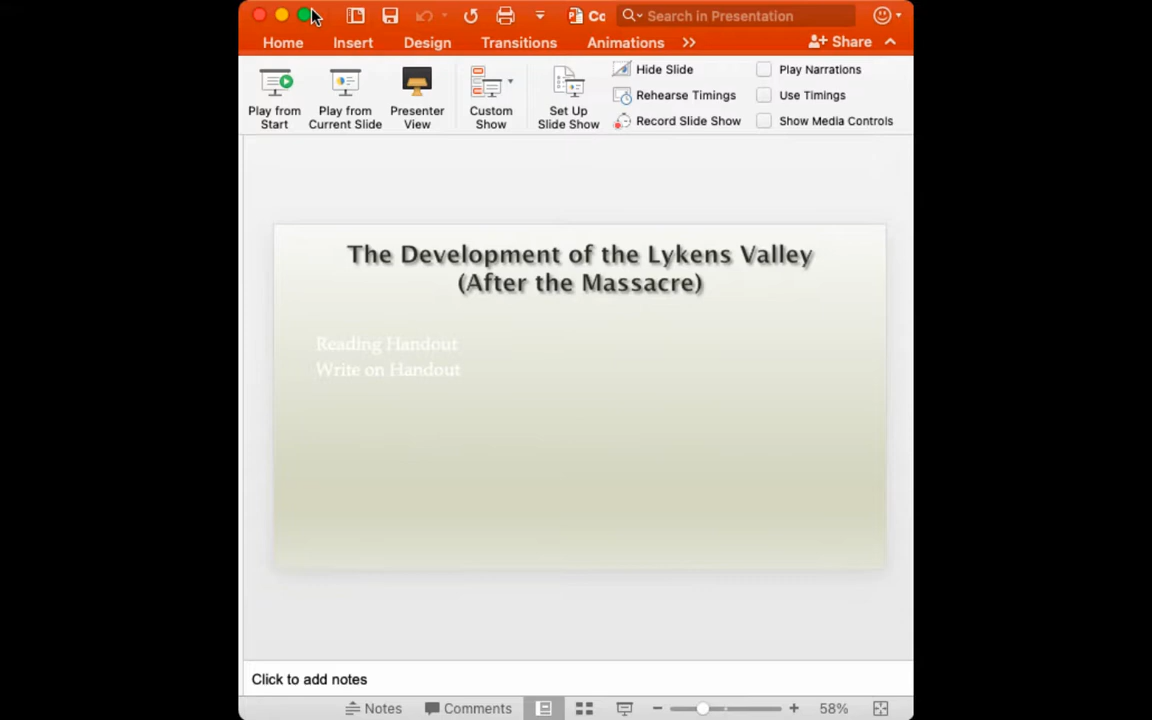 Cc
Search in Presentation
Home Insert Design Transitions Animations Share
Play from Start
Play from Current Slide
Presenter View
Custom Show
Set Up Slide Show
Hide Slide
Rehearse Timings
Record Slide Show
Play Narrations
Use Timings
Show Media Controls
The Development of the Lykens Valley
(After the Massacre)
Reading Handout
Write on Handout
Click to add notes
Notes Comments 58%